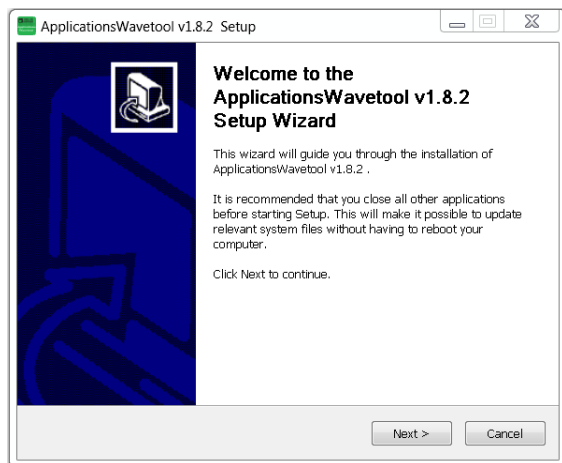 ApplicationsWavetool v1.8.2 Setup
Welcome to the
ApplicationsWavetool v1.8.2
Setup Wizard
This wizard will guide you through the installation of
ApplicationsWavetool v1.8.2 .
It is recommended that you close all other applications
before starting Setup. This will make it possible to update
relevant system files without having to reboot your
computer.
Click Next to continue.
Next >
Cancel